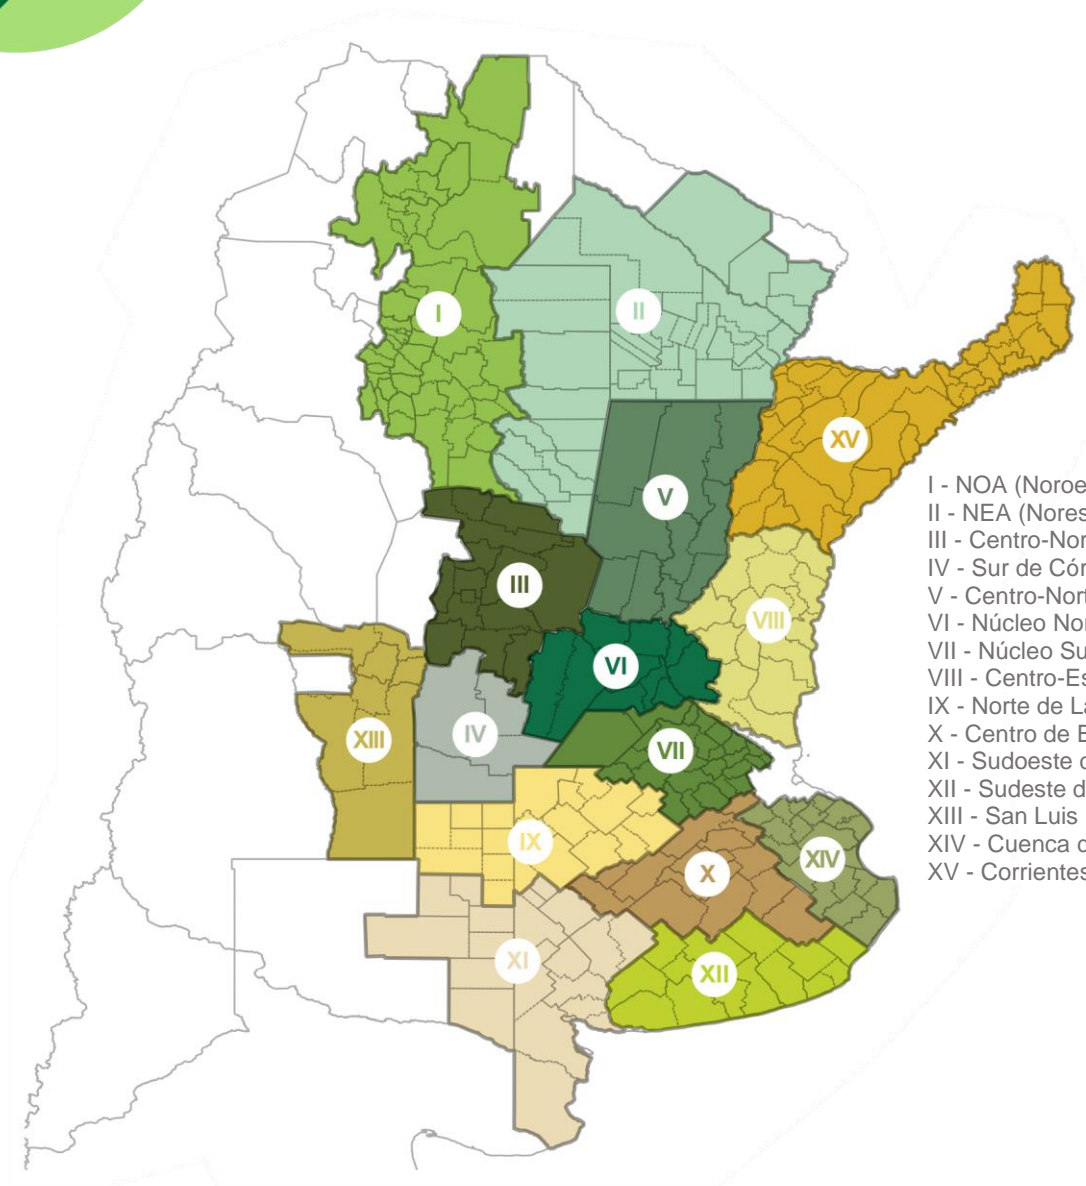 I
II
XV
V
III
VIII
VI
IV
XIII
VII
IX
XIV
X
XI
XII
I - NOA (Noroe
II - NEA (Nores
III - Centro-Nor
IV - Sur de Cór
V - Centro-Nort
VI - Núcleo Nor
VII - Núcleo Su
VIII - Centro-Es
IX - Norte de La
X - Centro de
XI - Sudoeste
XII - Sudeste d
XIII - San Luis
XIV - Cuenca
XV - Corrientes